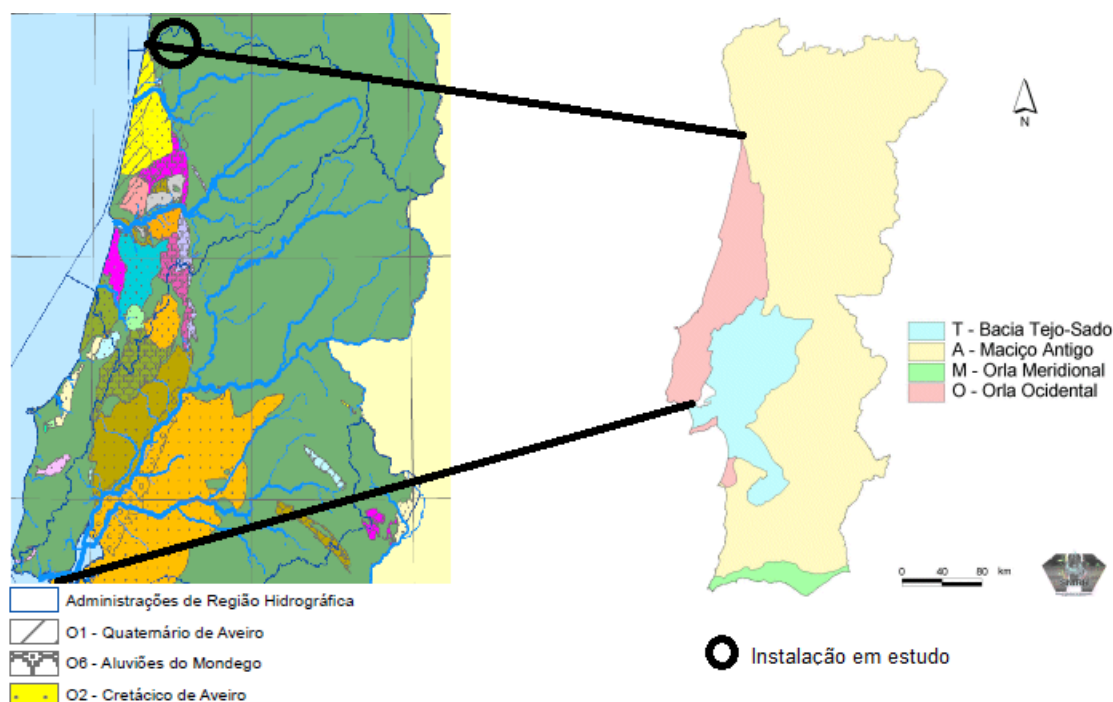 N
T - Bacia Tejo-Sado
A - Maciço Antigo
M - Orla Meridional
O - Orla Ocidental
0 40 80 km
Administrações de Região Hidrográfica
O1 - Quaternário de Aveiro
O6 - Aluviões do Mondego
O2 - Cretácico de Aveiro
Instalação em estudo